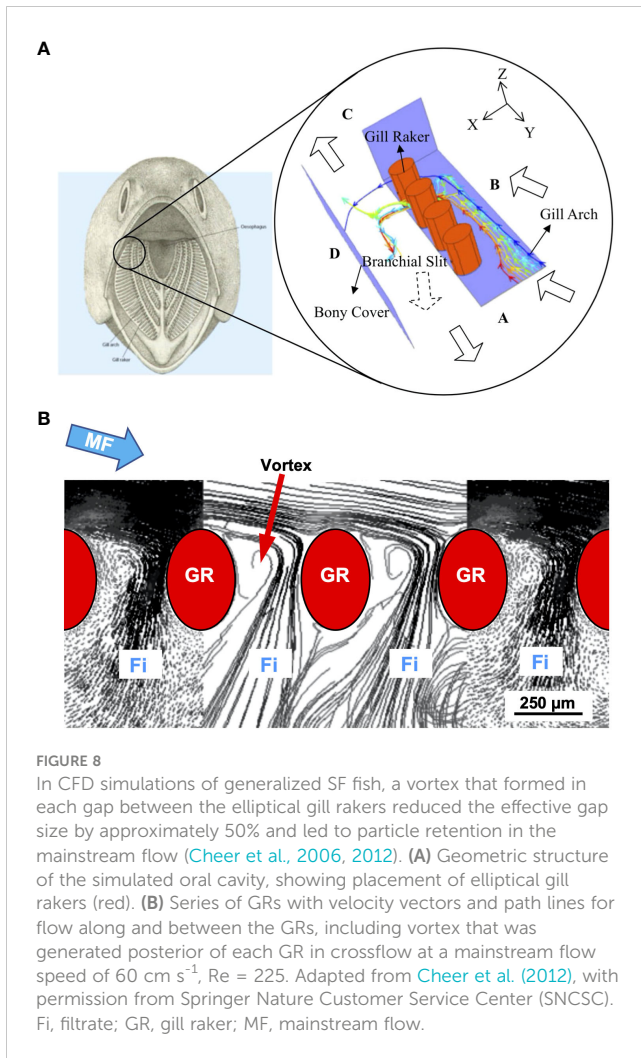 A
Z
X
Y
C
Gill Raker
B
Gill Arch
Oesophagus
D
Branchial Slit
Bony Cover
A
Gill arch
Gill raker
B
MF
Vortex
GR GR GR
Fi Fi Fi Fi
250 µm
FIGURE 8
In CFD simulations of generalized SF fish, a vortex that formed in
each gap between the elliptical gill rakers reduced the effective gap
size by approximately 50% and led to particle retention in the
mainstream flow (Cheer et al., 2006, 2012). (A) Geometric structure
of the simulated oral cavity, showing placement of elliptical gill
rakers (red). (B) Series of GRs with velocity vectors and path lines for
flow along and between the GRs, including vortex that was
generated posterior of each GR in crossflow at a mainstream flow
speed of 60 cm s⁻¹, Re = 225. Adapted from Cheer et al. (2012), with
permission from Springer Nature Customer Service Center (SNCSC).
Fi, filtrate; GR, gill raker; MF, mainstream flow.